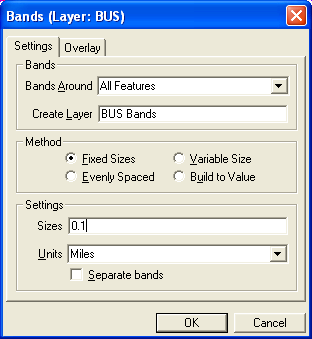 Bands (Layer: BUS)
Settings Overlay
Bands
Bands Around All Features
Create Layer BUS Bands
Method
Fixed Sizes Variable Size
Evenly Spaced Build to Value
Settings
Sizes 0.1
Units Miles
Separate bands
OK Cancel